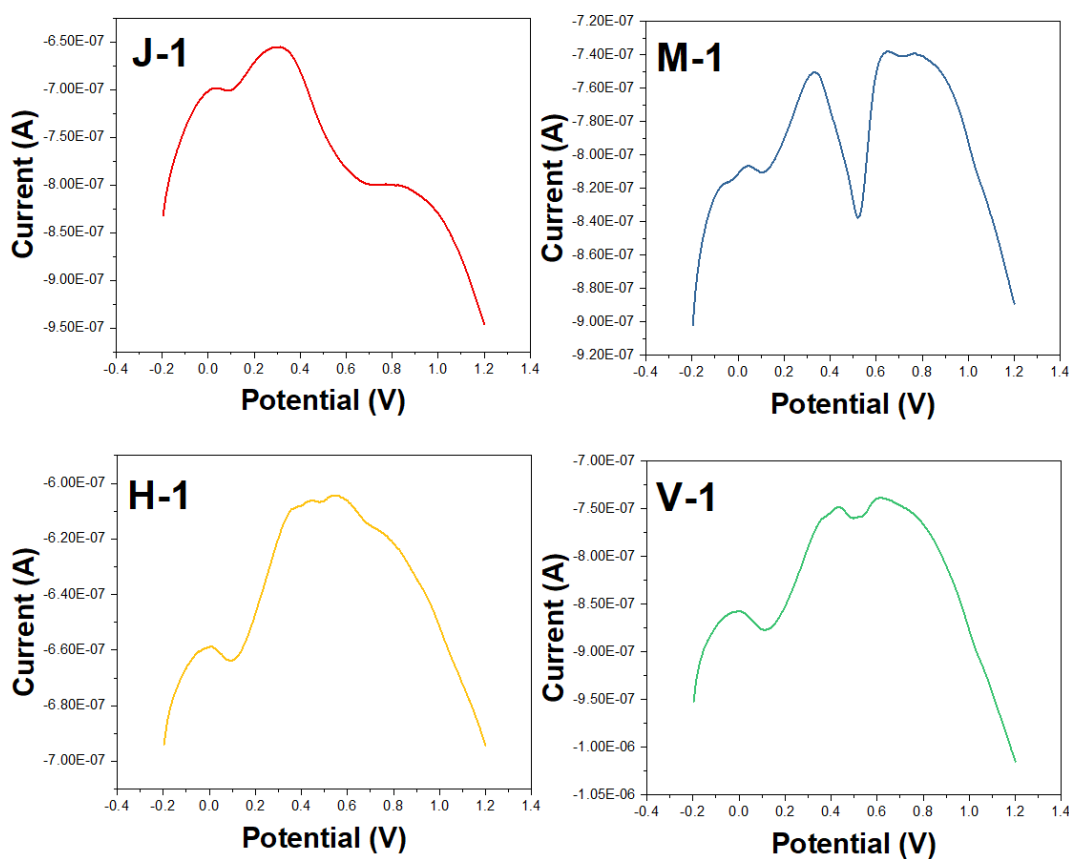 J-1
Current (A)
-6.50E-07
-7.00E-07
-7.50E-07
-8.00E-07
-8.50E-07
-9.00E-07
-9.50E-07
-0.4 -0.2 0.0 0.2 0.4 0.6 0.8 1.0 1.2 1.4
Potential (V)
M-1
Current (A)
-7.20E-07
-7.40E-07
-7.60E-07
-7.80E-07
-8.00E-07
-8.20E-07
-8.40E-07
-8.60E-07
-8.80E-07
-9.00E-07
-9.20E-07
-0.4 -0.2 0.0 0.2 0.4 0.6 0.8 1.0 1.2 1.4
Potential (V)
H-1
Current (A)
-6.00E-07
-6.20E-07
-6.40E-07
-6.60E-07
-6.80E-07
-7.00E-07
-0.4 -0.2 0.0 0.2 0.4 0.6 0.8 1.0 1.2 1.4
Potential (V)
V-1
Current (A)
-7.00E-07
-7.50E-07
-8.00E-07
-8.50E-07
-9.00E-07
-9.50E-07
-1.00E-06
-1.05E-06
-0.4 -0.2 0.0 0.2 0.4 0.6 0.8 1.0 1.2 1.4
Potential (V)